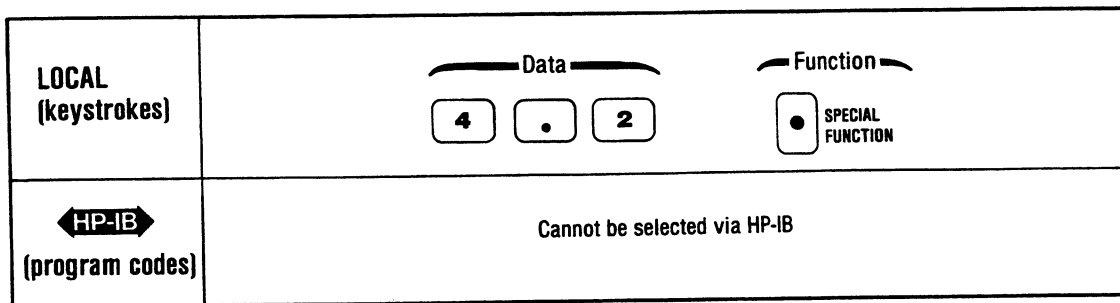 LOCAL
(keystrokes)
Data
Function
4 . 2
SPECIAL
FUNCTION
HP-IB
(program codes)
Cannot be selected via HP-IB